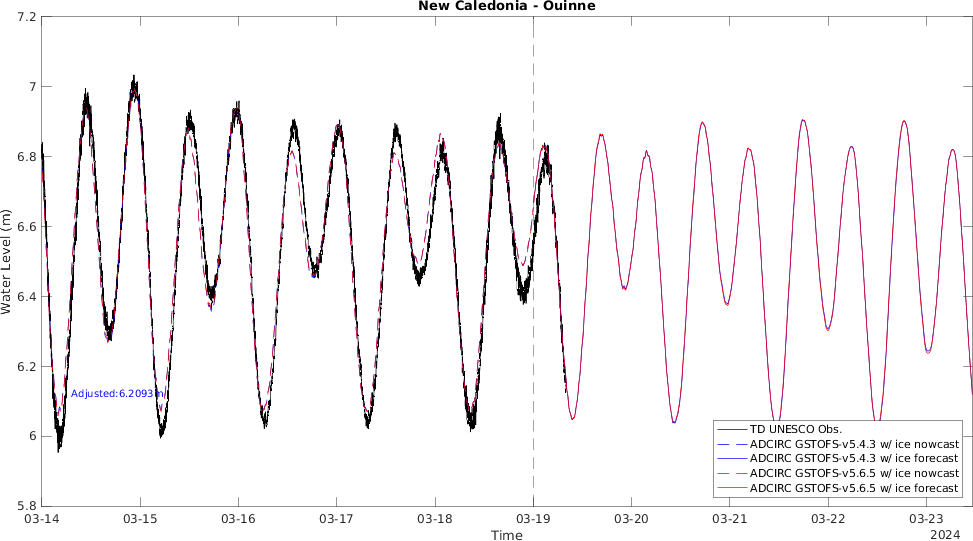 New Caledonia - Ouinne
7.2
7
6.8
6.6
6.4
6.2
6
5.8
Water Level (m)
Adjusted:6.2093m
TD UNESCO Obs.
ADCIRC GSTOFS-v5.4.3 w/ ice nowcast
ADCIRC GSTOFS-v5.4.3 w/ ice forecast
ADCIRC GSTOFS-v5.6.5 w/ ice nowcast
ADCIRC GSTOFS-v5.6.5 w/ ice forecast
03-14 03-15 03-16 03-17 03-18 03-19 03-20 03-21 03-22 03-23
Time
2024